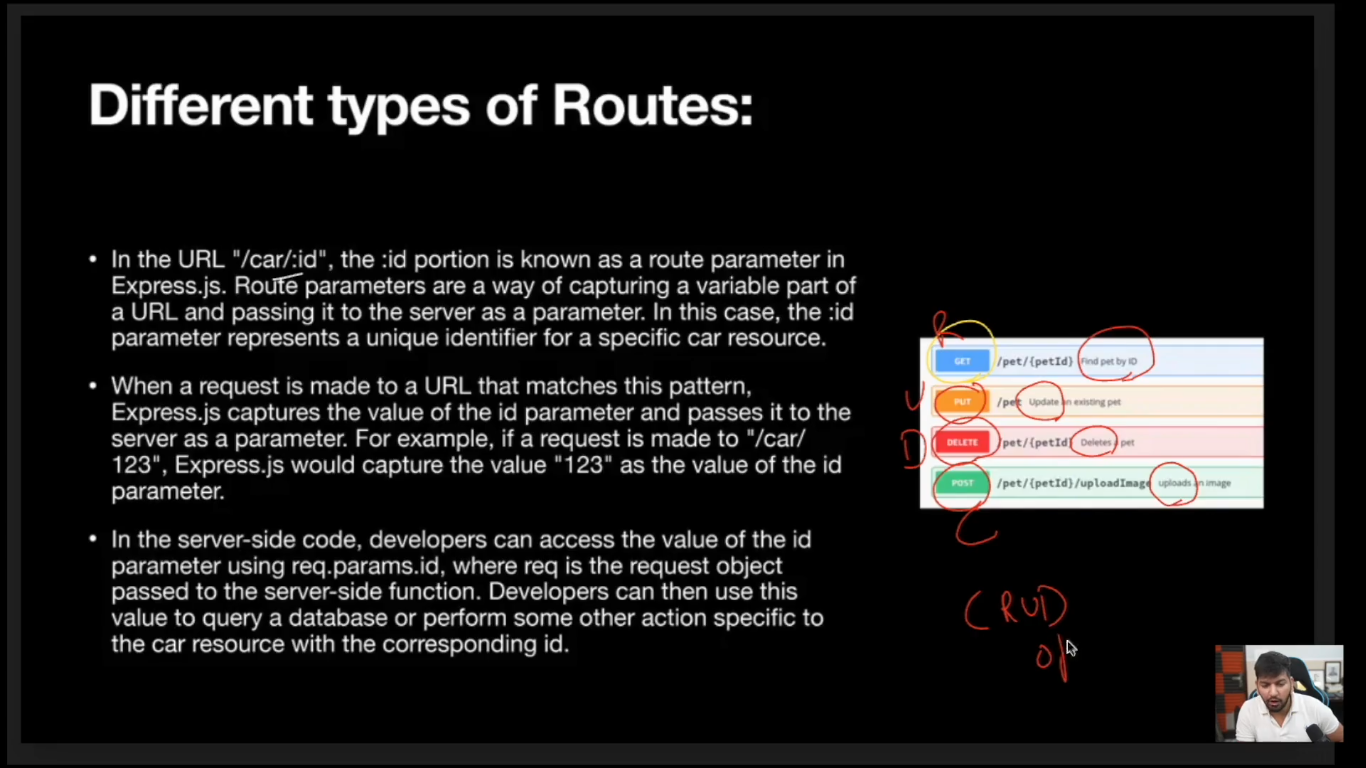 Different types of Routes:
• In the URL "/car/:id", the :id portion is known as a route parameter in
Express.js. Route parameters are a way of capturing a variable part of
a URL and passing it to the server as a parameter. In this case, the :id
parameter represents a unique identifier for a specific car resource.
• When a request is made to a URL that matches this pattern,
Express.js captures the value of the id parameter and passes it to the
server as a parameter. For example, if a request is made to "/car/
123", Express.js would capture the value "123" as the value of the id
parameter.
• In the server-side code, developers can access the value of the id
parameter using req.params.id, where req is the request object
passed to the server-side function. Developers can then use this
value to query a database or perform some other action specific to
the car resource with the corresponding id.
R
GET /pet/{petId} Find pet by ID
U PUT /pet Update an existing pet
D DELETE /pet/{petId} Deletes a pet
POST /pet/{petId}/uploadImage uploads an image
C
CRUD
op